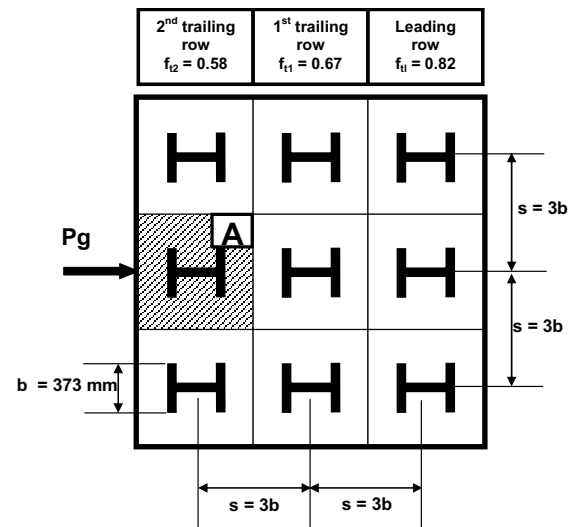 2nd trailing
row
ft2 = 0.58
1st trailing
row
ft1 = 0.67
Leading
row
ftl = 0.82
Pg
A
s = 3b
s = 3b
b = 373 mm
s = 3b
s = 3b